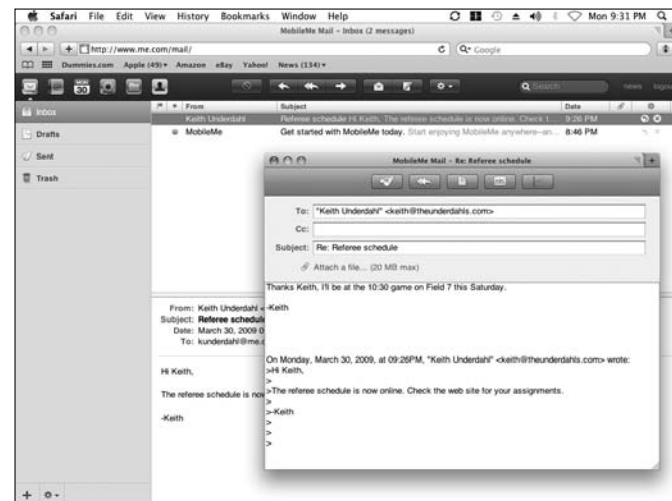 Safari File Edit View History Bookmarks Window Help Mon 9:31 PM
MobileMe Mail – Inbox (2 messages)
http://www.me.com/mail/ Google
Dummies.com Apple (49) Amazon eBay Yahoo! News (134)
MON 30 Search news logout
From Subject Date
Inbox
Keith Underdahl Referee schedule Hi Keith, The referee schedule is now online. Check t... 9:26 PM
Drafts
MobileMe Get started with MobileMe today. Start enjoying MobileMe anywhere–an... 8:46 PM
Sent
Trash
MobileMe Mail – Re: Referee schedule
To: "Keith Underdahl" <keith@theunderdahls.com>
Cc:
Subject: Re: Referee schedule
Attach a file... (20 MB max)
Thanks Keith, I'll be at the 10:30 game on Field 7 this Saturday.
-Keith
On Monday, March 30, 2009, at 09:26PM, "Keith Underdahl" <keith@theunderdahls.com> wrote:
>Hi Keith,
>
>The referee schedule is now online. Check the web site for your assignments.
>
>-Keith
>
>
>
From: Keith Underdahl <
Subject: Referee schedule
Date: March 30, 2009 0
To: kunderdahl@me.c
Hi Keith,
The referee schedule is now
-Keith